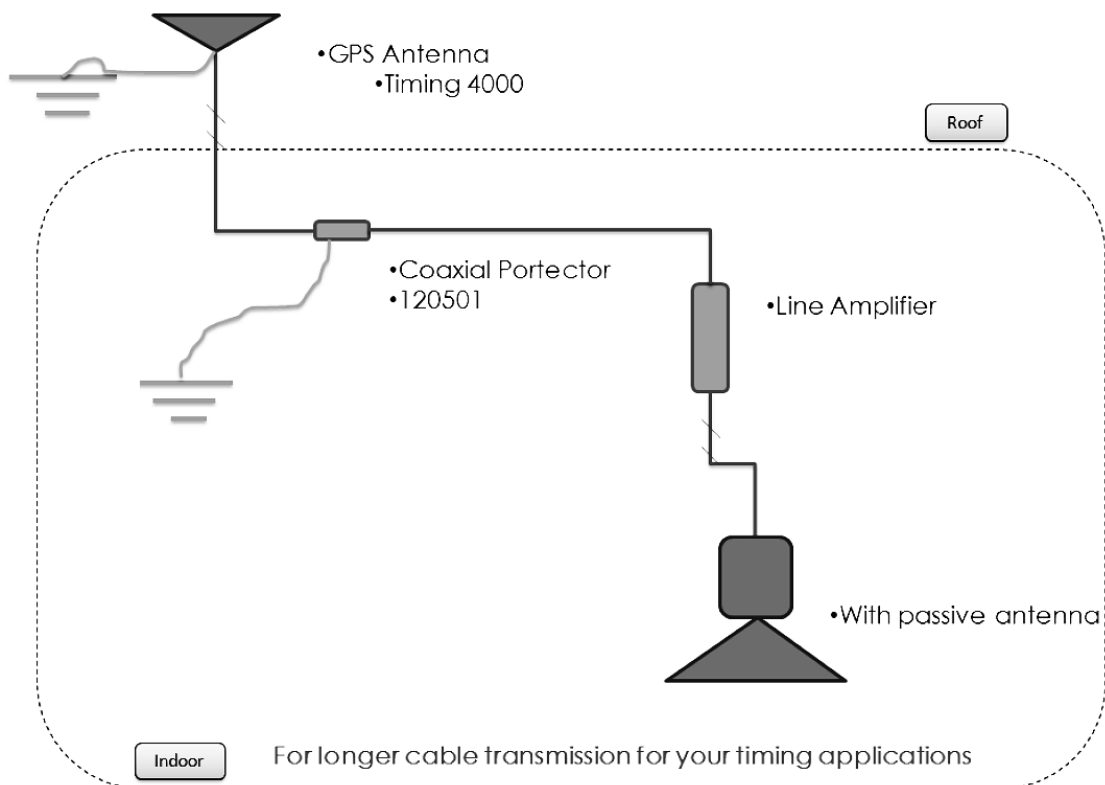 •GPS Antenna
•Timing 4000
Roof
•Coaxial Portector
•120501
•Line Amplifier
•With passive antenna
Indoor
For longer cable transmission for your timing applications